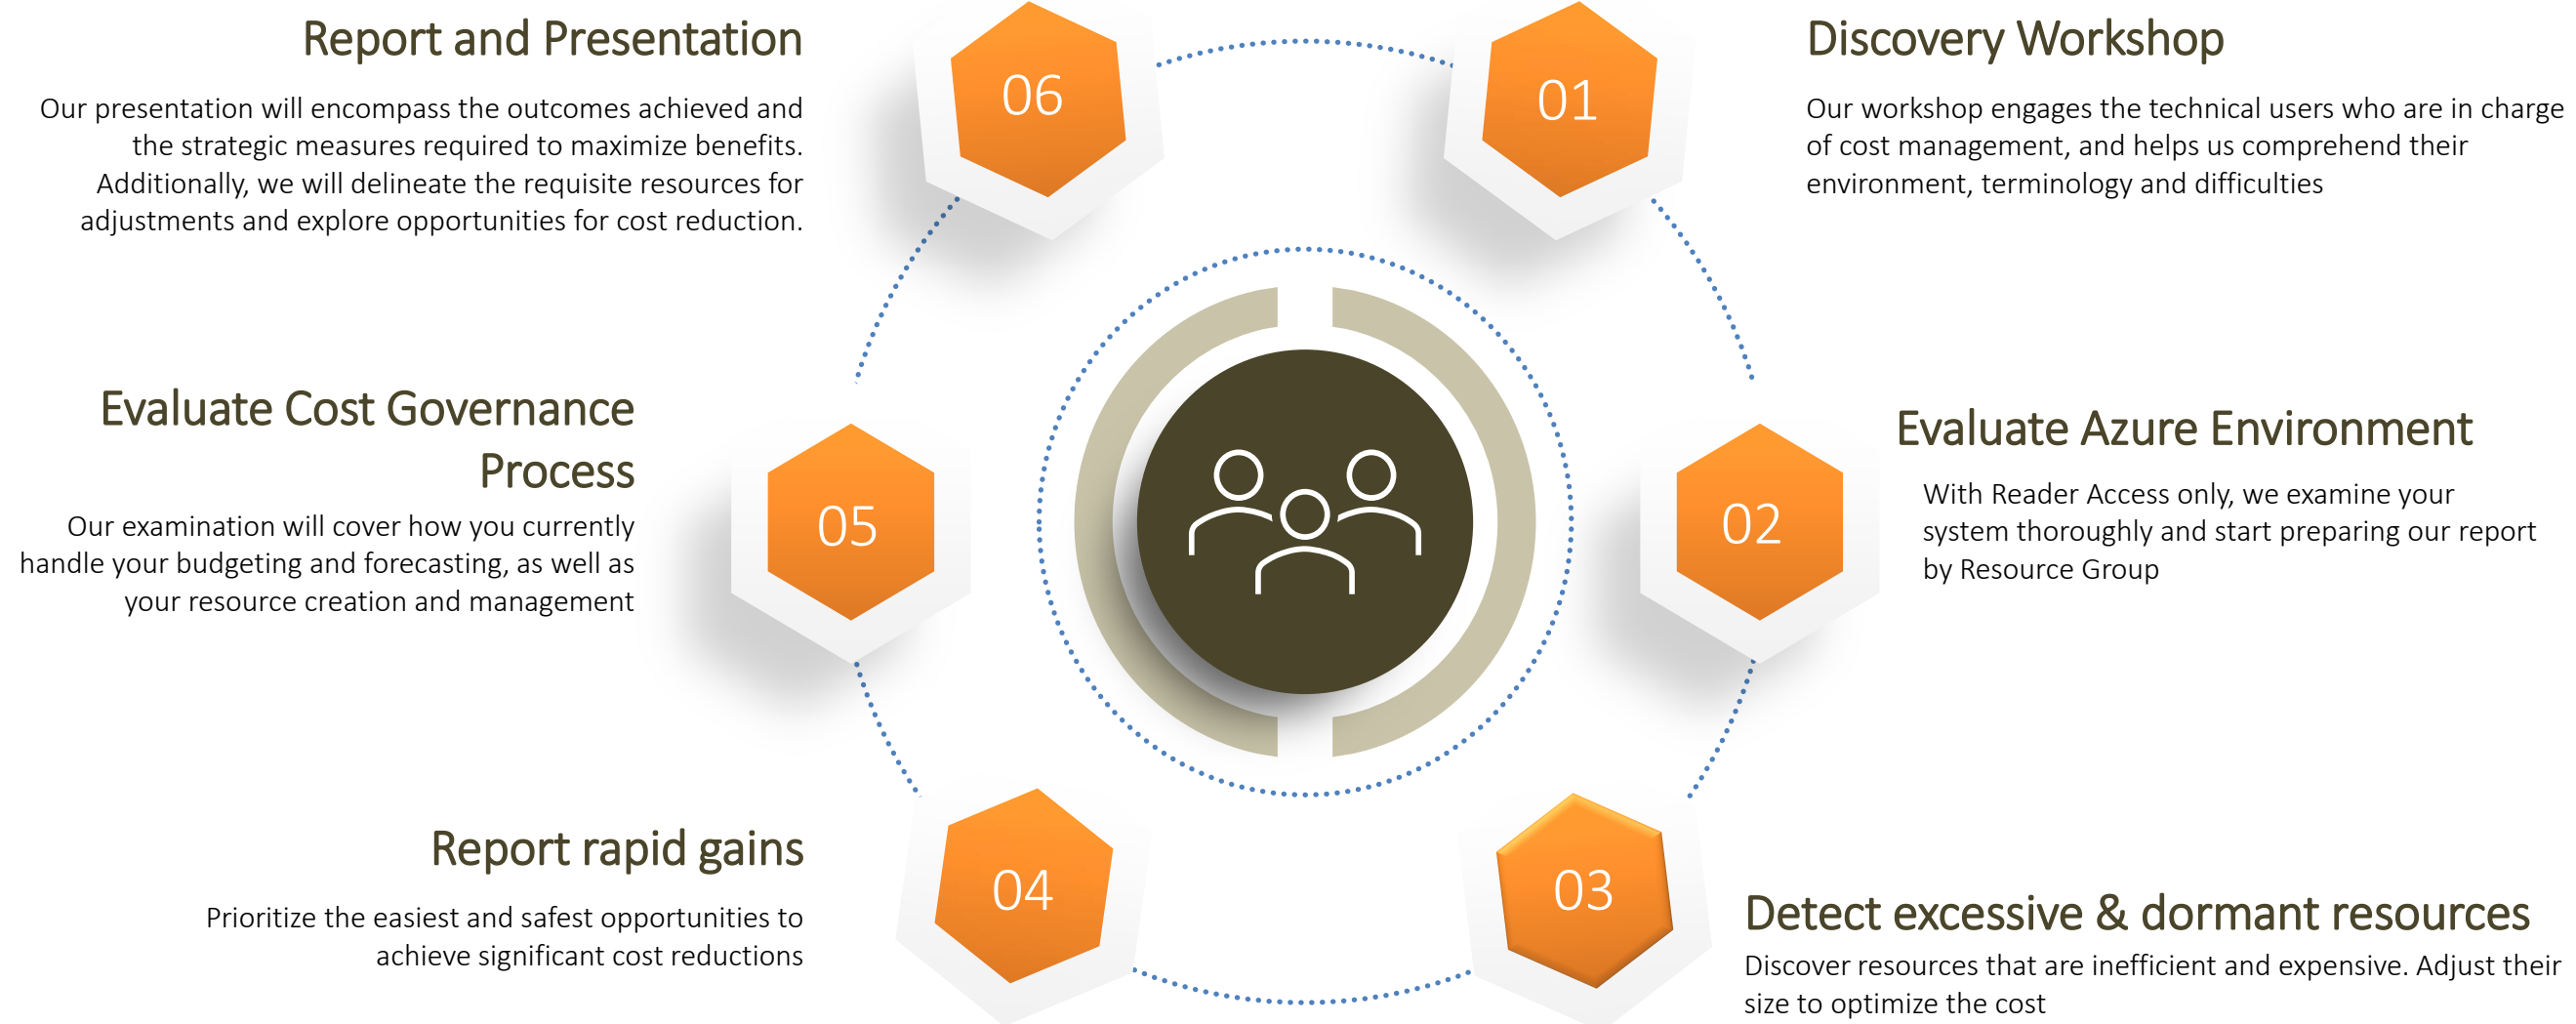 Discovery Workshop
Our workshop engages the technical users who are in charge
of cost management, and helps us comprehend their
environment, terminology and difficulties
01
Evaluate Azure Environment
With Reader Access only, we examine your
system thoroughly and start preparing our report
by Resource Group
02
Detect excessive & dormant resources
Discover resources that are inefficient and expensive. Adjust their
size to optimize the cost
03
Report rapid gains
Prioritize the easiest and safest opportunities to
achieve significant cost reductions
04
Evaluate Cost Governance
Process
Our examination will cover how you currently
handle your budgeting and forecasting, as well as
your resource creation and management
05
Report and Presentation
Our presentation will encompass the outcomes achieved and
the strategic measures required to maximize benefits.
Additionally, we will delineate the requisite resources for
adjustments and explore opportunities for cost reduction.
06